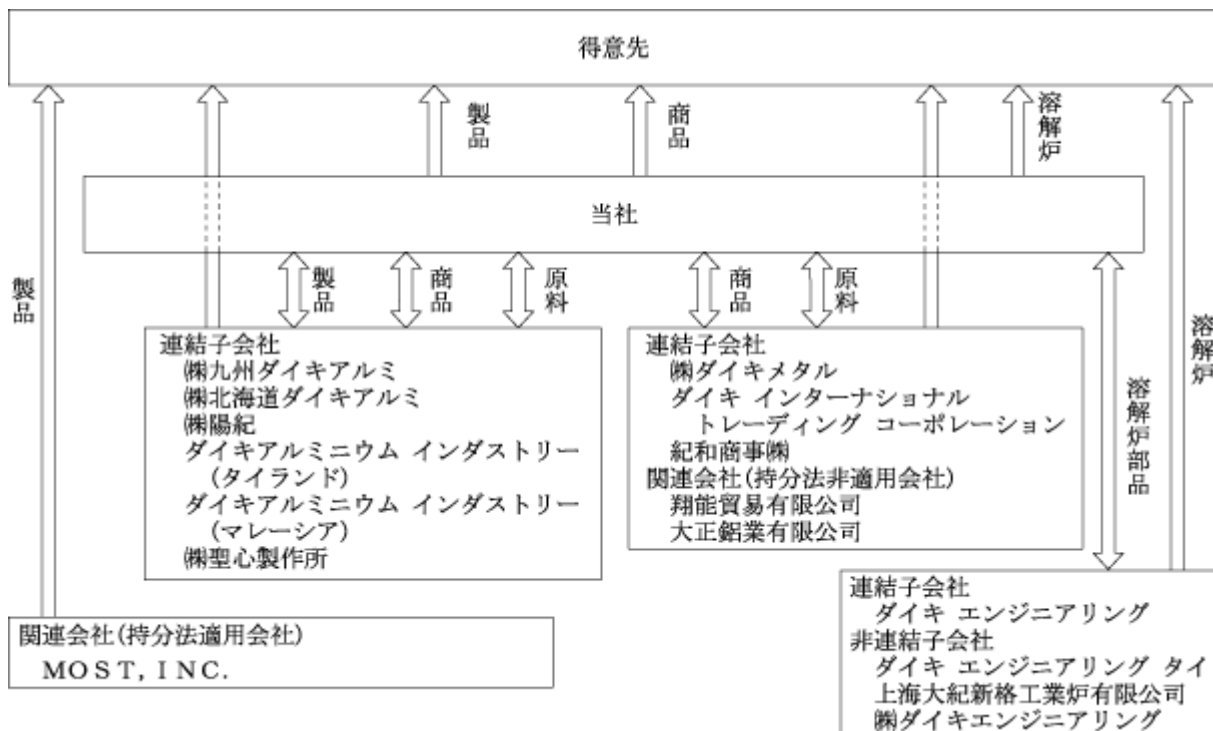 得意先
製品
商品
溶解炉
当社
製品
製品
商品
原料
商品
原料
溶解炉部品
溶解炉
連結子会社
㈱九州ダイキアルミ
㈱北海道ダイキアルミ
㈱陽紀
ダイキアルミニウム インダストリー
(タイランド)
ダイキアルミニウム インダストリー
(マレーシア)
㈱聖心製作所
連結子会社
㈱ダイキメタル
ダイキ インターナショナル
トレーディング コーポレーション
紀和商事㈱
関連会社(持分法非適用会社)
翔能貿易有限公司
大正鋁業有限公司
関連会社(持分法適用会社)
ＭＯＳＴ, ＩＮＣ.
連結子会社
ダイキ エンジニアリング
非連結子会社
ダイキ エンジニアリング タイ
上海大紀新格工業炉有限公司
㈱ダイキエンジニアリング